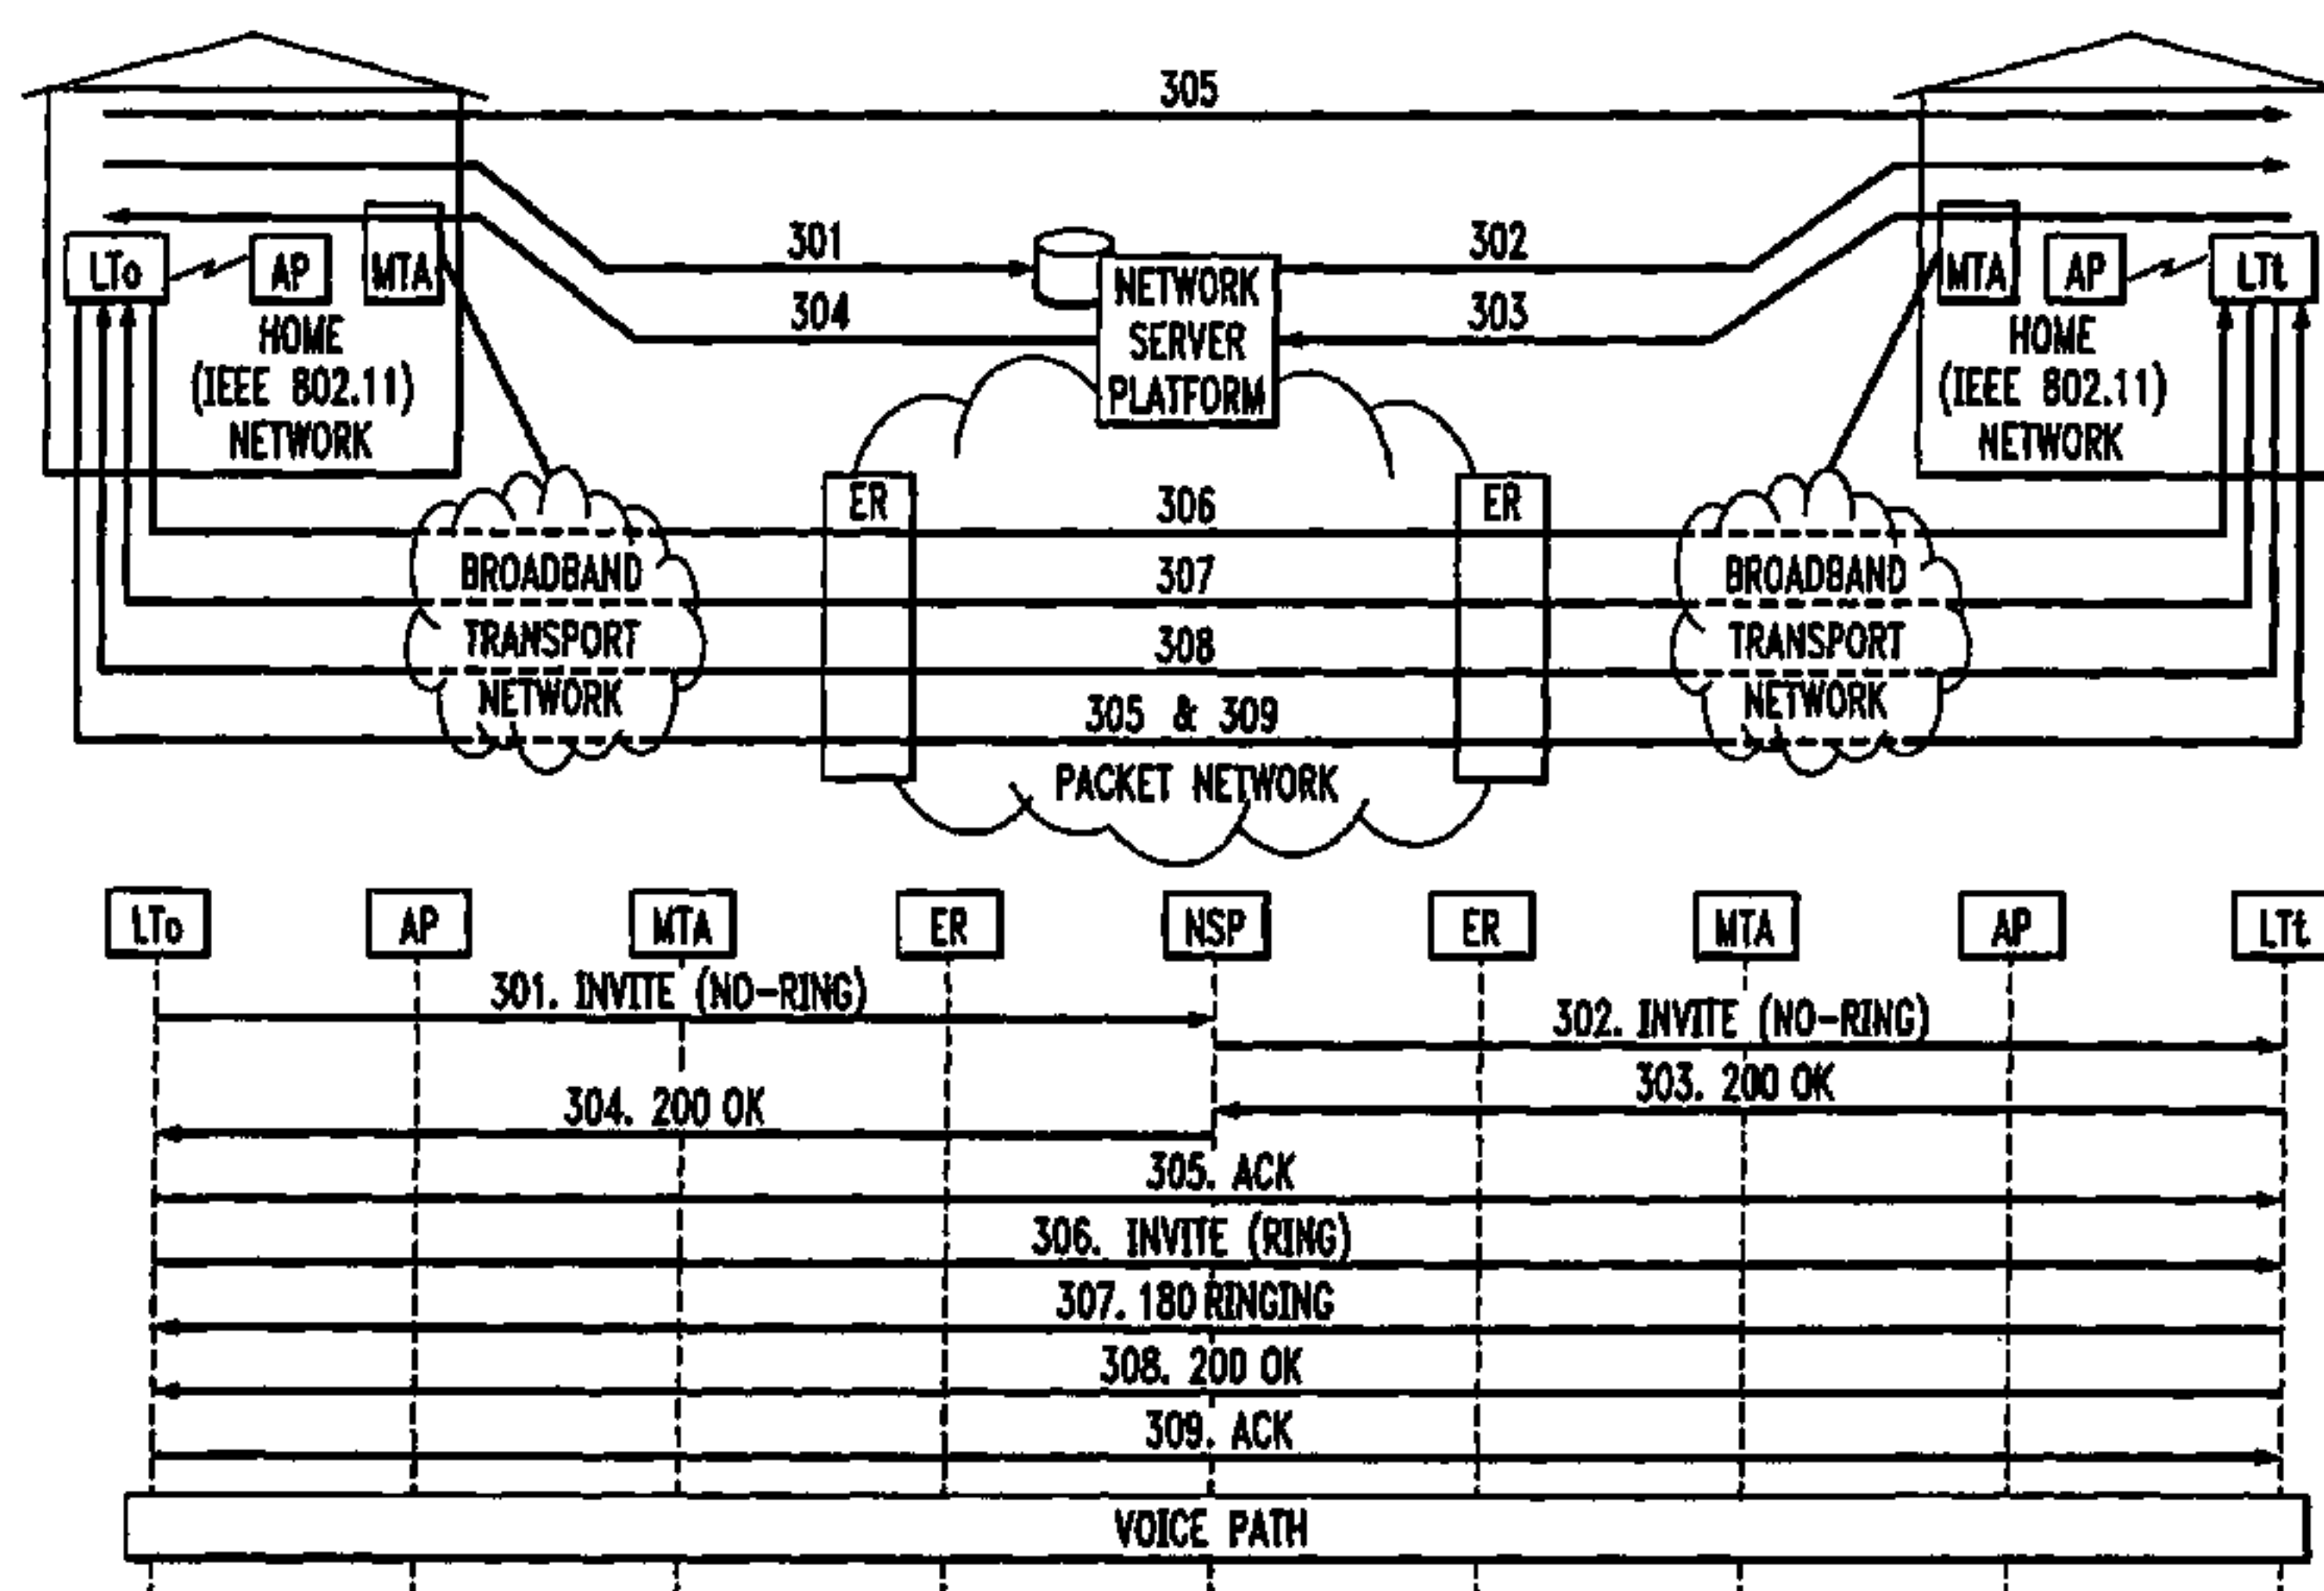 305
301
302
304
303
LTo
AP
MTA
HOME
(IEEE 802.11)
NETWORK
NETWORK
SERVER
PLATFORM
MTA
AP
LTt
HOME
(IEEE 802.11)
NETWORK
ER
306
ER
BROADBAND
TRANSPORT
NETWORK
307
308
305 & 309
BROADBAND
TRANSPORT
NETWORK
PACKET NETWORK
LTo AP MTA ER NSP ER MTA AP LTt
301. INVITE (NO-RING)
302. INVITE (NO-RING)
303. 200 OK
304. 200 OK
305. ACK
306. INVITE (RING)
307. 180 RINGING
308. 200 OK
309. ACK
VOICE PATH